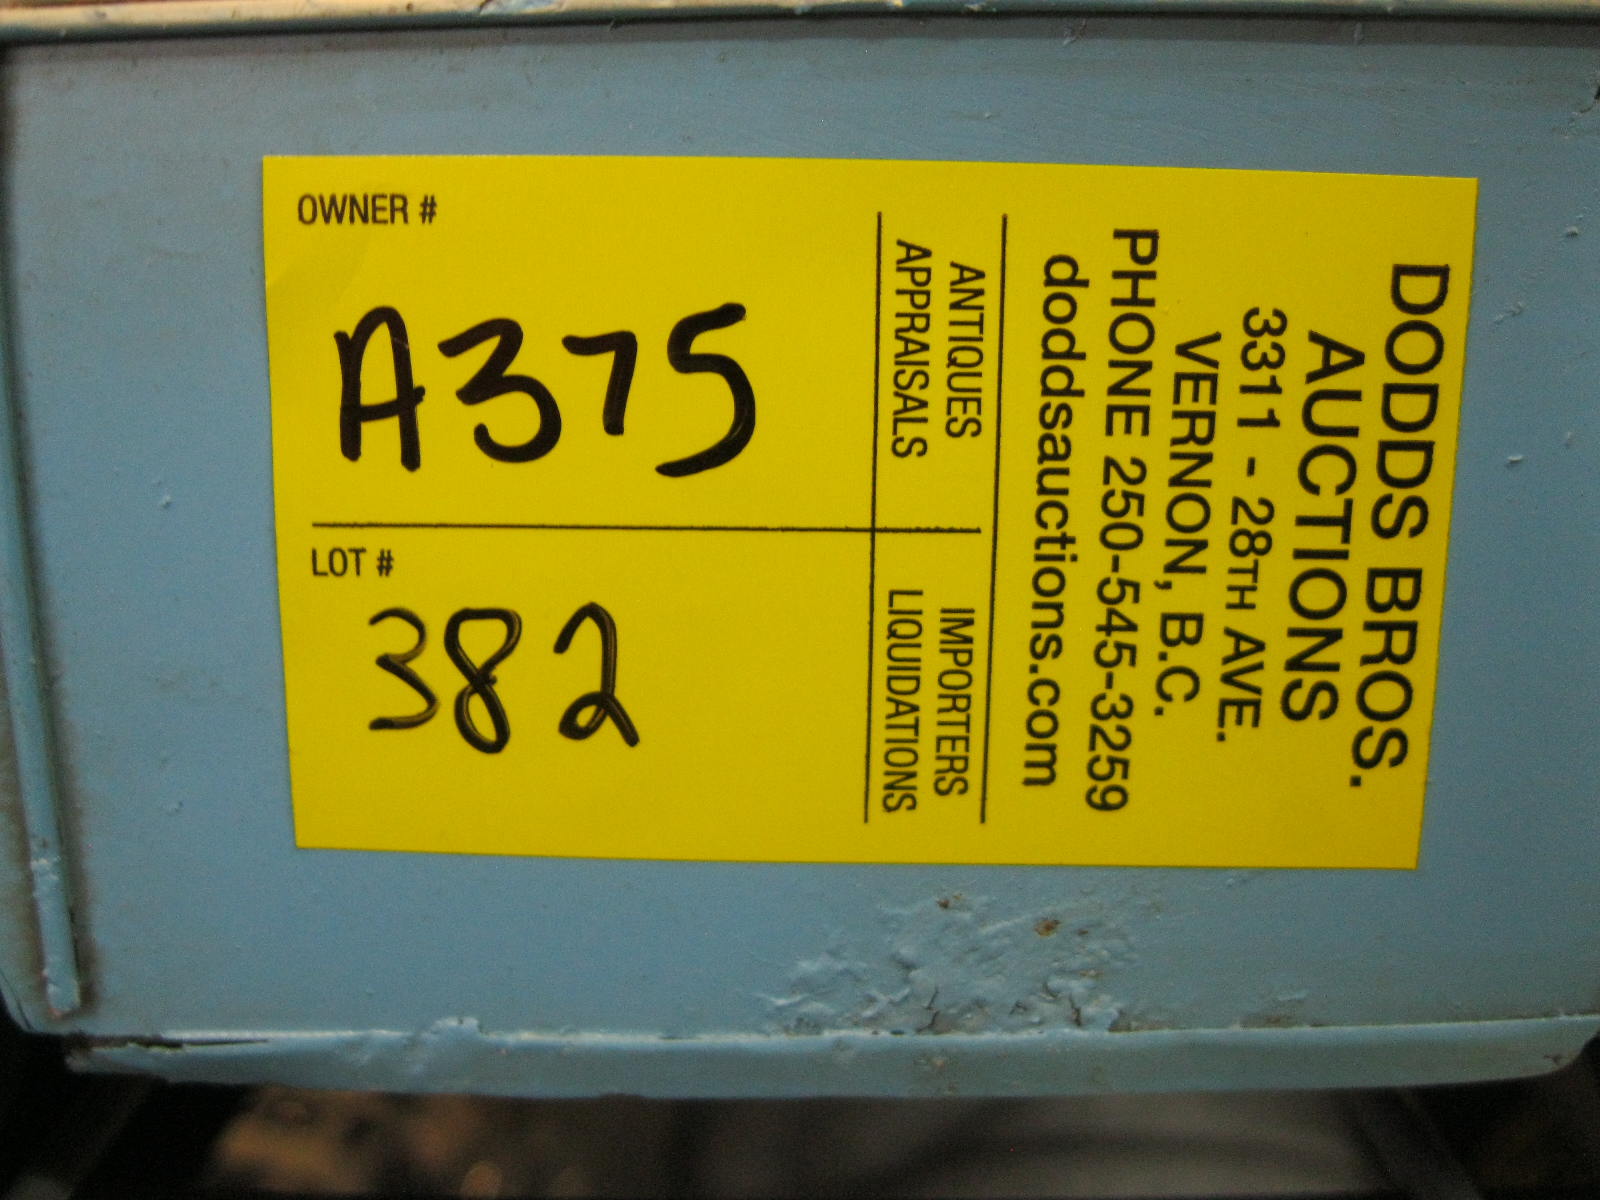 DODDS BROS.
AUCTIONS
3311 - 28TH AVE.
VERNON, B.C.
PHONE 250-545-3259
doddsauctions.com
ANTIQUES
APPRAISALS
IMPORTERS
LIQUIDATIONS
OWNER #
A375
LOT #
382